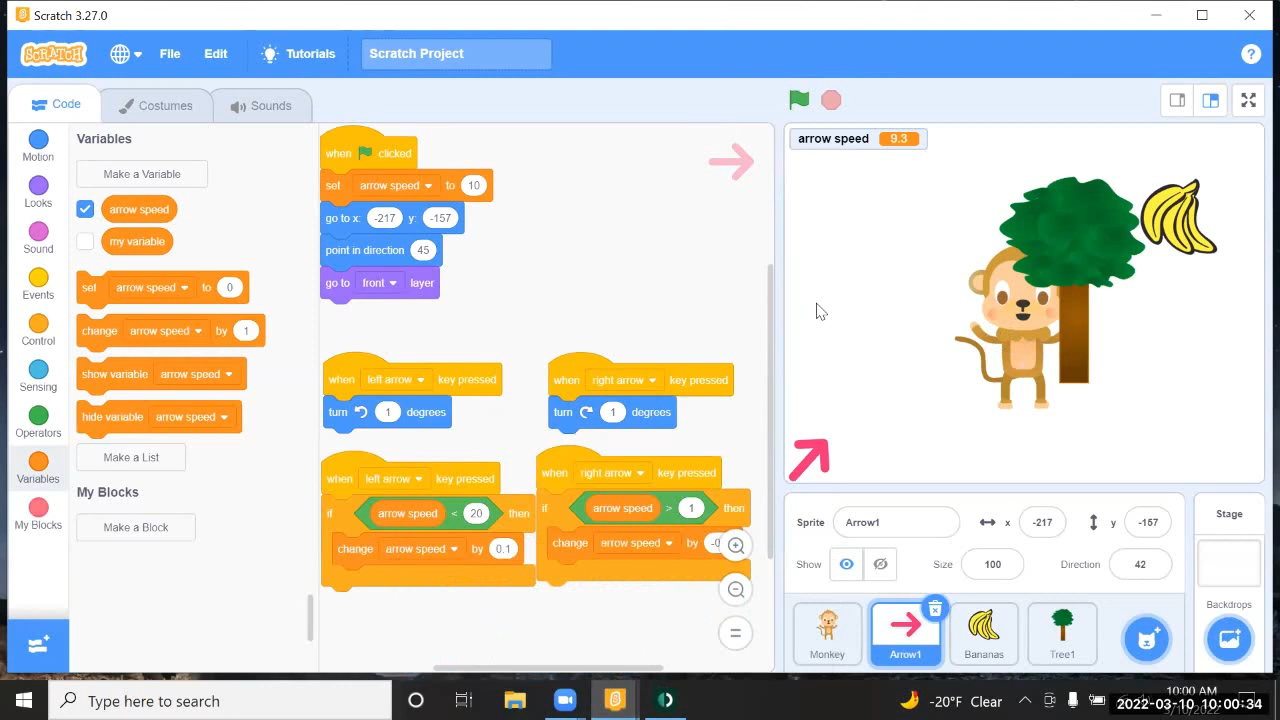 Scratch 3.27.0
SCRATCH File Edit Tutorials Scratch Project ?
Code Costumes Sounds
Motion
Looks
Sound
Events
Control
Sensing
Operators
Variables
My Blocks
Variables
Make a Variable
arrow speed
my variable
set arrow speed to 0
change arrow speed by 1
show variable arrow speed
hide variable arrow speed
Make a List
My Blocks
Make a Block
when clicked
set arrow speed to 10
go to x: -217 y: -157
point in direction 45
go to front layer
when left arrow key pressed
turn 1 degrees
when right arrow key pressed
turn 1 degrees
when left arrow key pressed
if arrow speed < 20 then
change arrow speed by 0.1
when right arrow key pressed
if arrow speed > 1 then
change arrow speed by
arrow speed 9.3
Sprite Arrow1 x -217 y -157
Show Size 100 Direction 42
Monkey
Arrow1
Bananas
Tree1
Stage
Backdrops
Type here to search
-20°F Clear
10:00 AM
2022-03-10 10:00:34